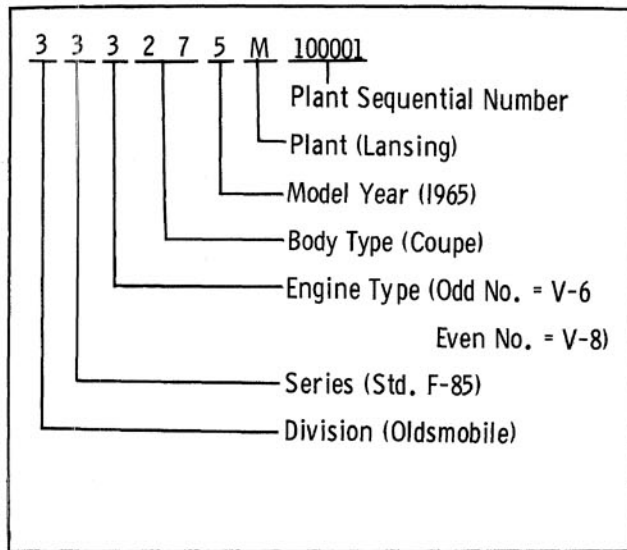 3 3 3 2 7 5 M 100001
Plant Sequential Number
Plant (Lansing)
Model Year (1965)
Body Type (Coupe)
Engine Type (Odd No. = V-6
Even No. = V-8)
Series (Std. F-85)
Division (Oldsmobile)